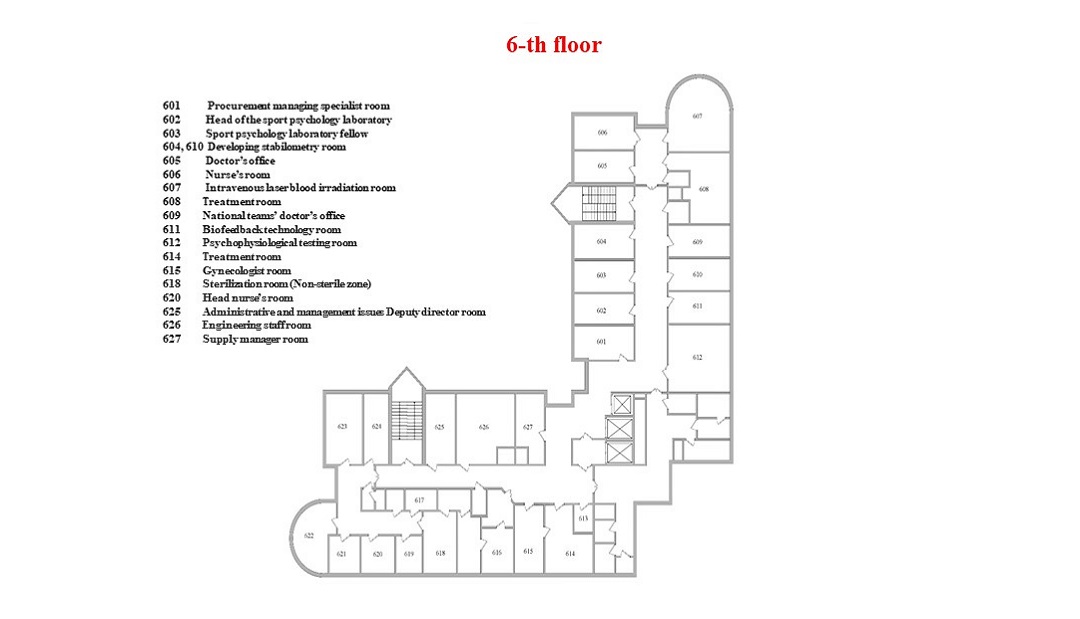 6-th floor
601 Procurement managing specialist room
602 Head of the sport psychology laboratory
603 Sport psychology laboratory fellow
604, 610 Developing stabilometry room
605 Doctor's office
606 Nurse's room
607 Intravenous laser blood irradiation room
608 Treatment room
609 National teams' doctor's office
611 Biofeedback technology room
612 Psychophysiological testing room
614 Treatment room
615 Gynecologist room
618 Sterilization room (Non-sterile zone)
620 Head nurse's room
625 Administrative and management issues Deputy director room
626 Engineering staff room
627 Supply manager room
607
606
605
608
604
609
603
610
602
611
601
612
623
624
625
626
627
617
613
622
621
620
619
618
616
615
614